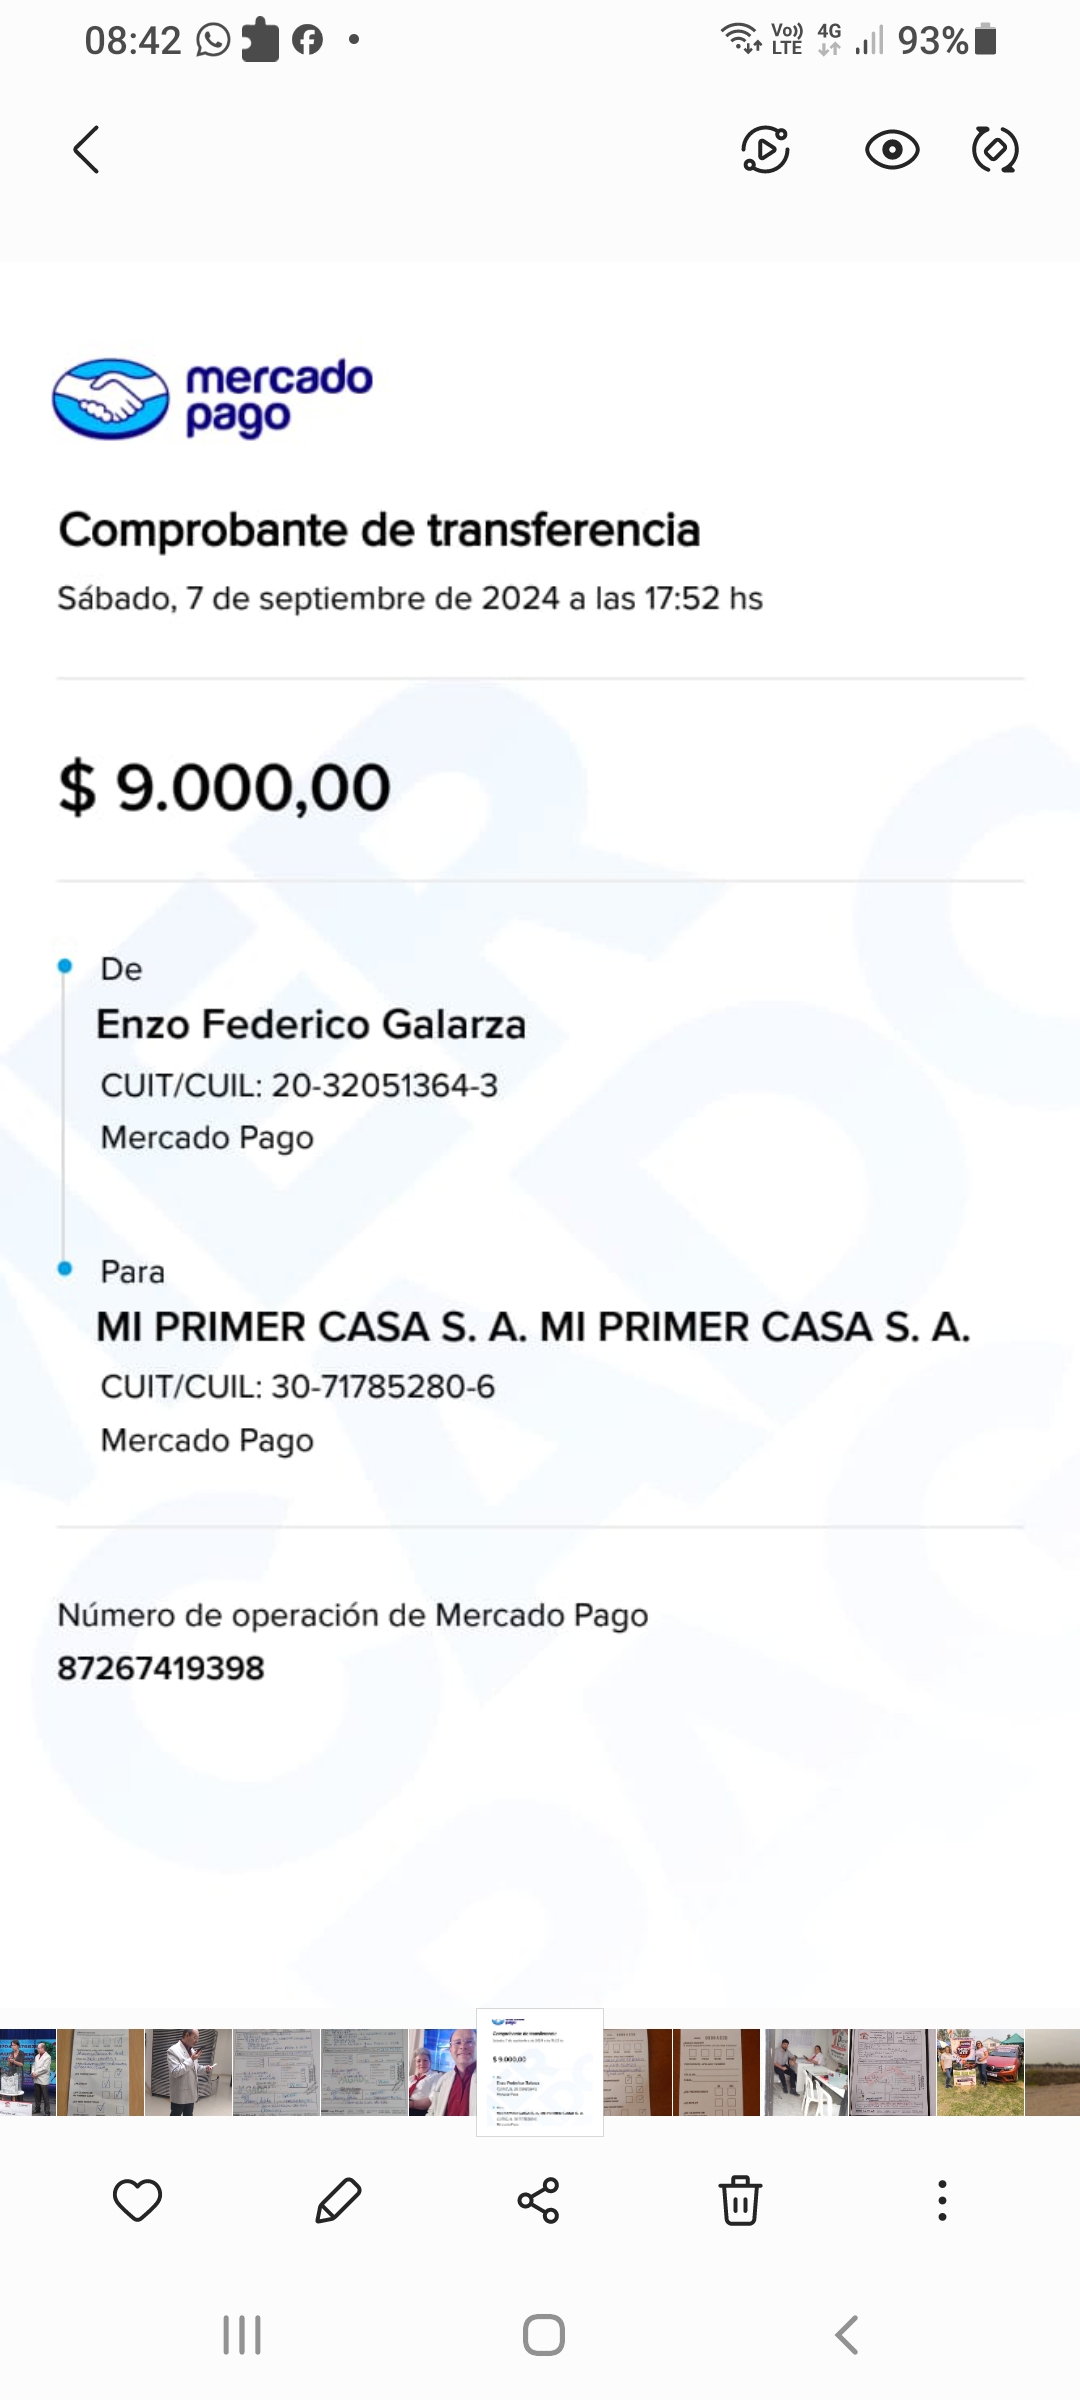 08:42
Vo)) LTE 4G 93%
mercado
pago
Comprobante de transferencia
Sábado, 7 de septiembre de 2024 a las 17:52 hs
$ 9.000,00
De
Enzo Federico Galarza
CUIT/CUIL: 20-32051364-3
Mercado Pago
Para
MI PRIMER CASA S. A. MI PRIMER CASA S. A.
CUIT/CUIL: 30-71785280-6
Mercado Pago
Número de operación de Mercado Pago
87267419398